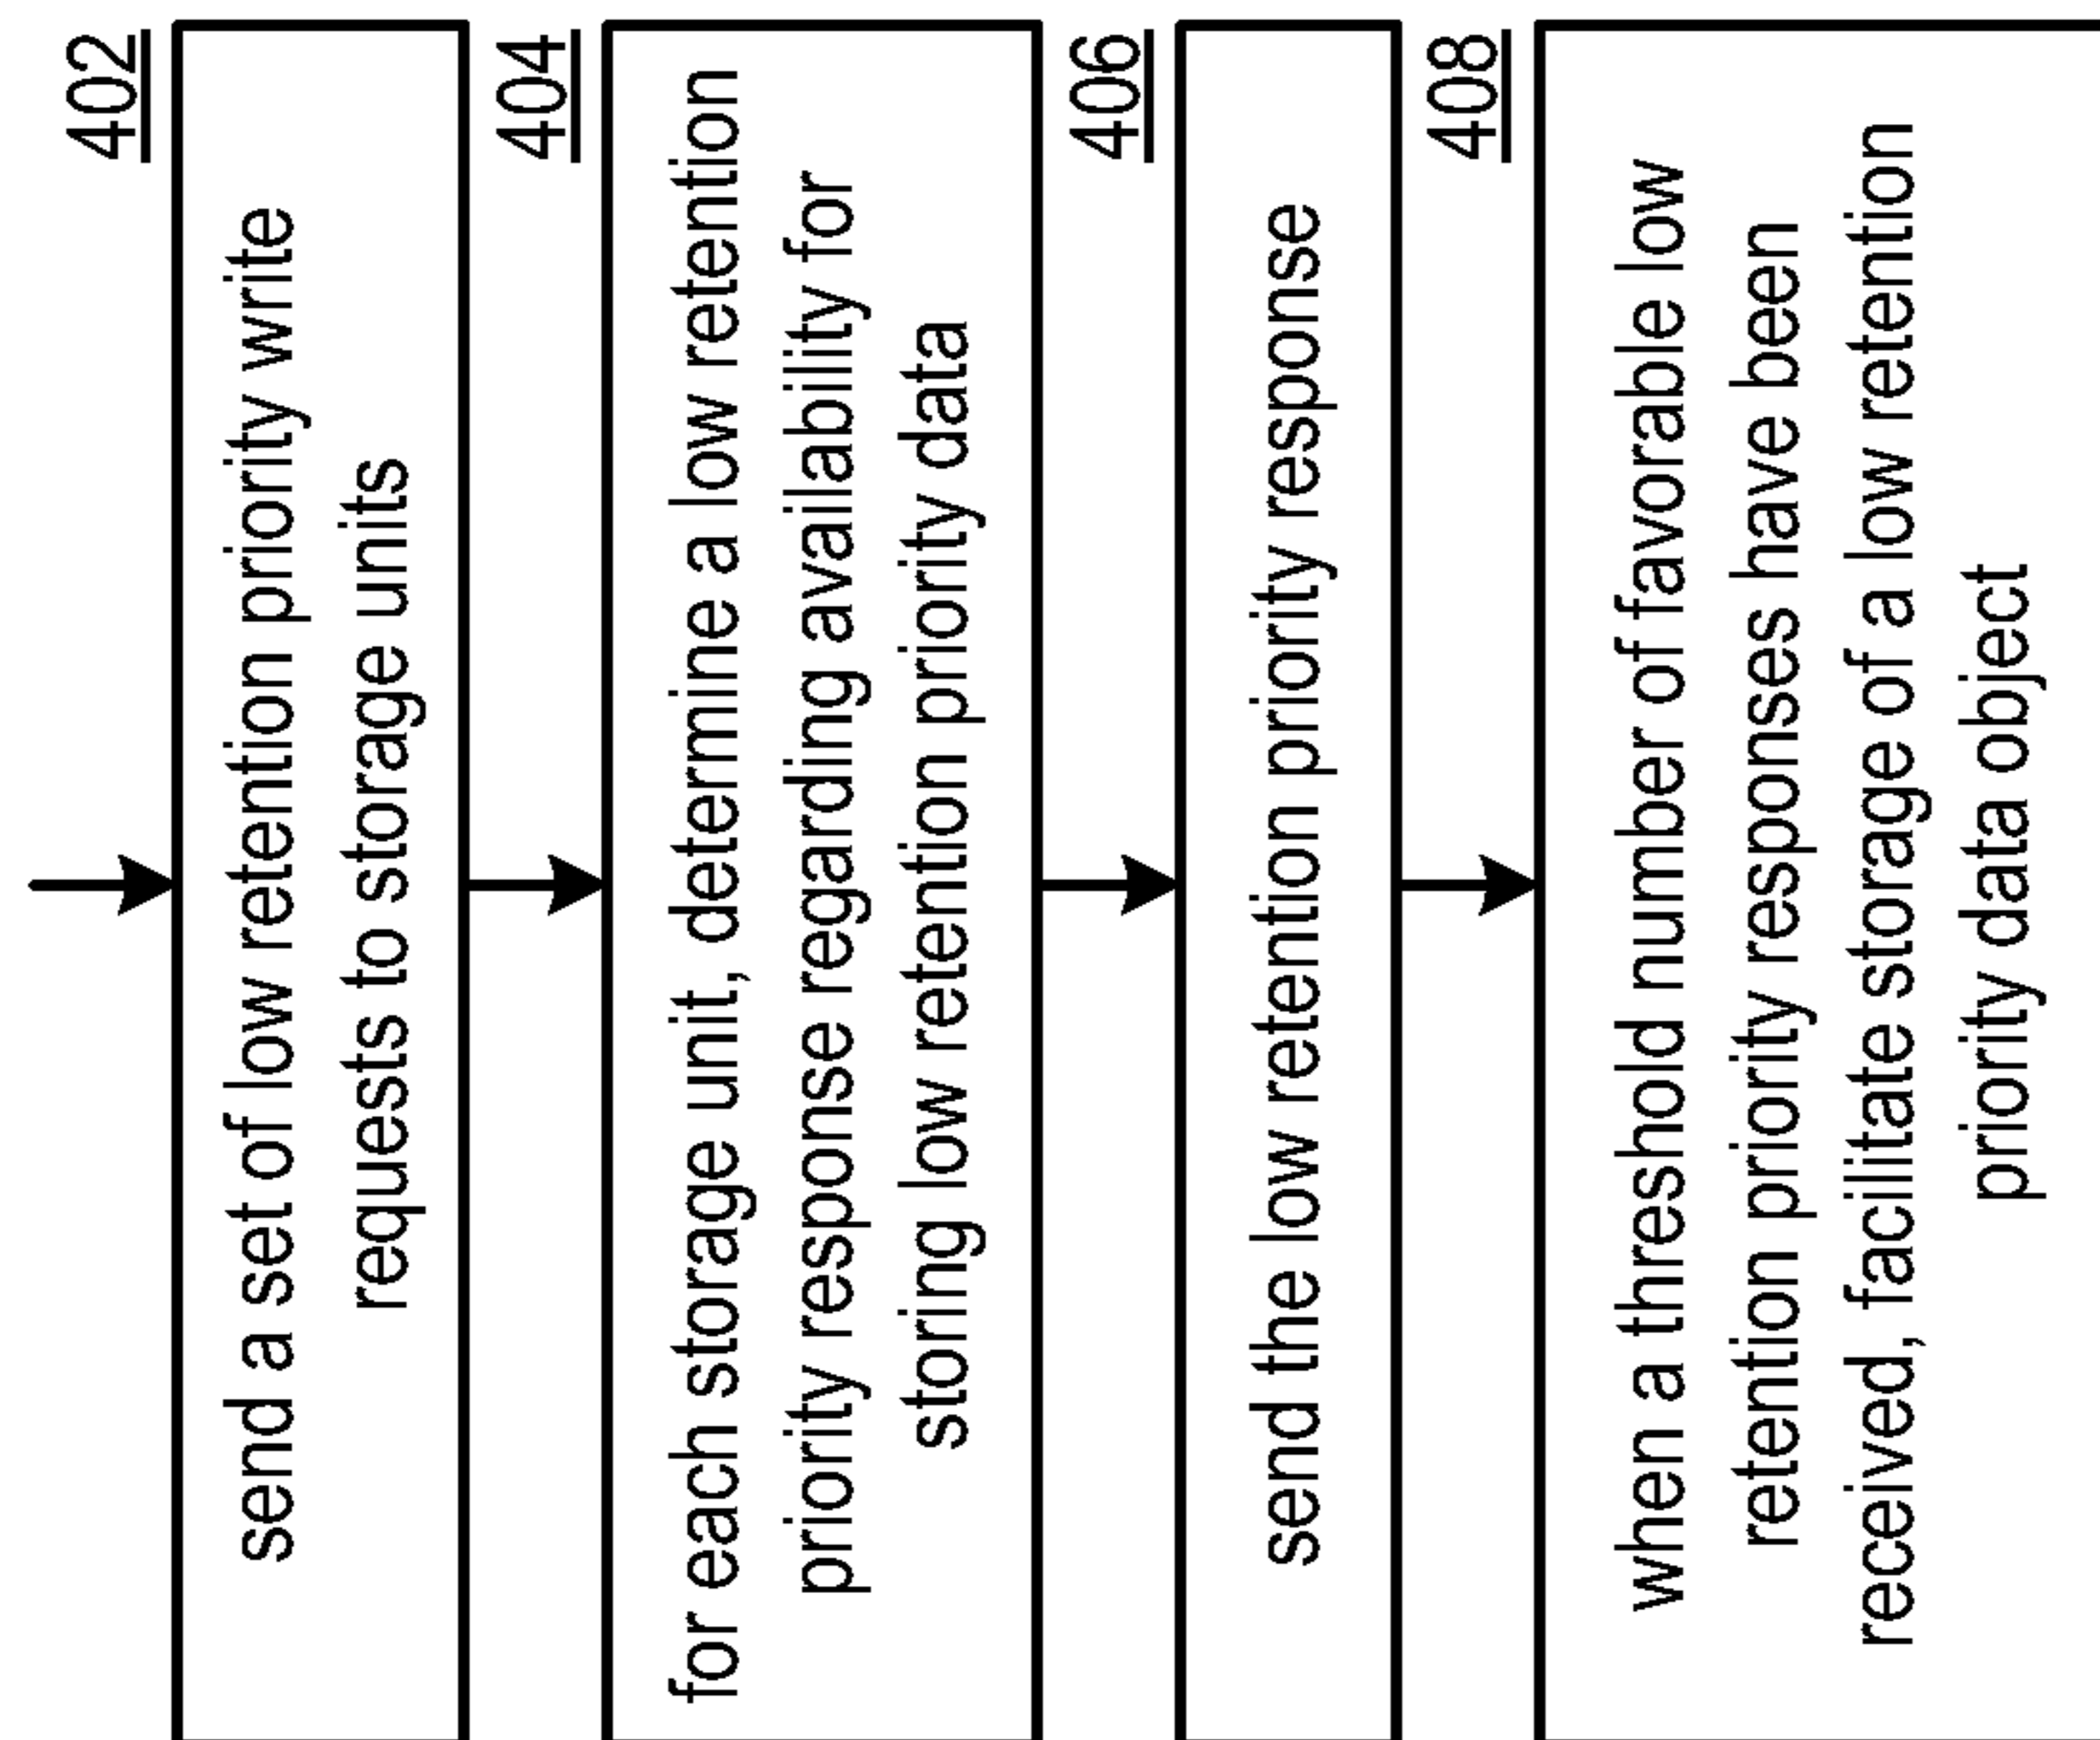 402
send a set of low retention priority write
requests to storage units
404
for each storage unit, determine a low retention
priority response regarding availability for
storing low retention priority data
406
send the low retention priority response
408
when a threshold number of favorable low
retention priority responses have been
received, facilitate storage of a low retention
priority data object